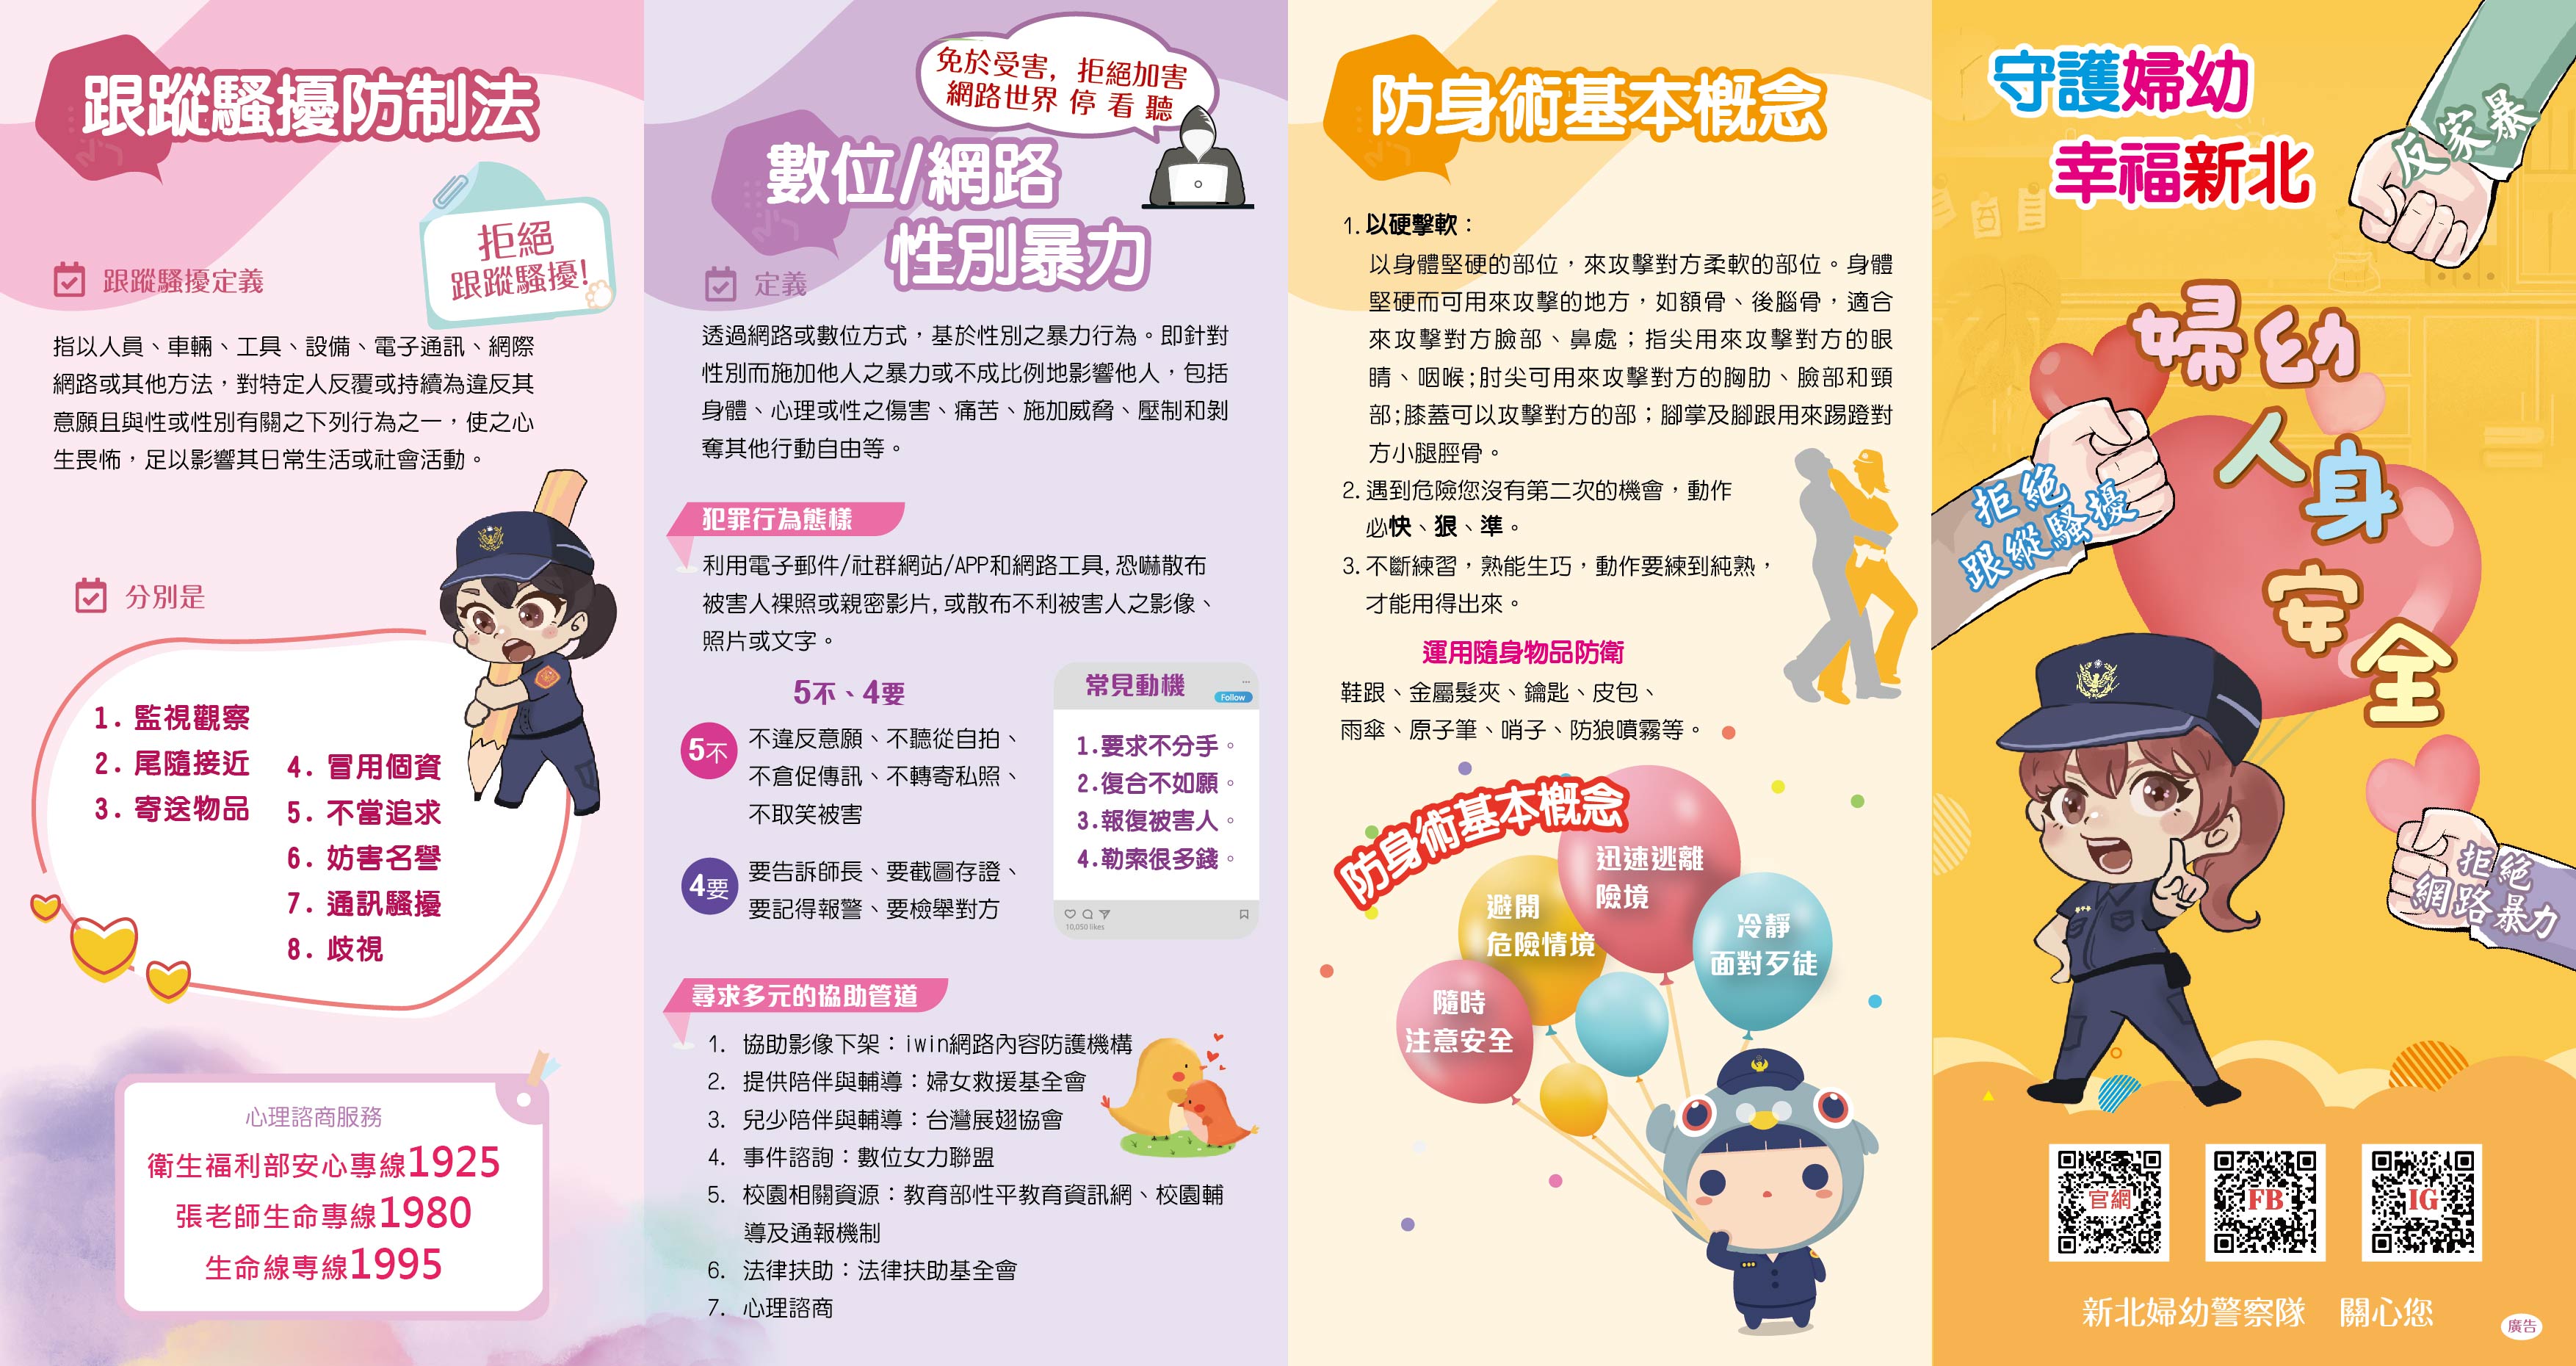 跟蹤騷擾防制法
拒絕
跟蹤騷擾!
跟蹤騷擾定義
指以人員、車輛、工具、設備、電子通訊、網際
網路或其他方法，對特定人反覆或持續為違反其
意願且與性或性別有關之下列行為之一，使之心
生畏怖，足以影響其日常生活或社會活動。
分別是
1. 監視觀察
2. 尾隨接近
3. 寄送物品
4. 冒用個資
5. 不當追求
6. 妨害名譽
7. 通訊騷擾
8. 歧視
心理諮商服務
衛生福利部安心專線1925
張老師生命專線1980
生命線專線1995
免於受害，拒絕加害
網路世界 停 看 聽
數位/網路
性別暴力
定義
透過網路或數位方式，基於性別之暴力行為。即針對
性別而施加他人之暴力或不成比例地影響他人，包括
身體、心理或性之傷害、痛苦、施加威脅、壓制和剝
奪其他行動自由等。
犯罪行為態樣
利用電子郵件/社群網站/APP和網路工具,恐嚇散布
被害人裸照或親密影片,或散布不利被害人之影像、
照片或文字。
5不、4要
5不
不違反意願、不聽從自拍、
不倉促傳訊、不轉寄私照、
不取笑被害
4要
要告訴師長、要截圖存證、
要記得報警、要檢舉對方
常見動機
Follow
1.要求不分手。
2.復合不如願。
3.報復被害人。
4.勒索很多錢。
10,050 likes
尋求多元的協助管道
1. 協助影像下架：iwin網路內容防護機構
2. 提供陪伴與輔導：婦女救援基金會
3. 兒少陪伴與輔導：台灣展翅協會
4. 事件諮詢：數位女力聯盟
5. 校園相關資源：教育部性平教育資訊網、校園輔
導及通報機制
6. 法律扶助：法律扶助基金會
7. 心理諮商
防身術基本概念
1. 以硬擊軟：
以身體堅硬的部位，來攻擊對方柔軟的部位。身體
堅硬而可用來攻擊的地方，如額骨、後腦骨，適合
來攻擊對方臉部、鼻處；指尖用來攻擊對方的眼
睛、咽喉;肘尖可用來攻擊對方的胸肋、臉部和頸
部;膝蓋可以攻擊對方的部；腳掌及腳跟用來踢蹬對
方小腿脛骨。
2. 遇到危險您沒有第二次的機會，動作
必快、狠、準。
3. 不斷練習，熟能生巧，動作要練到純熟，
才能用得出來。
運用隨身物品防衛
鞋跟、金屬髮夾、鑰匙、皮包、
雨傘、原子筆、哨子、防狼噴霧等。
防身術基本概念
迅速逃離
險境
避開
危險情境
冷靜
面對歹徒
隨時
注意安全
守護婦幼
幸福新北
反家暴
婦幼
人身
安
全
拒絕
跟縱騷擾
拒絕
網路暴力
官網
FB
IG
新北婦幼警察隊 關心您
廣告